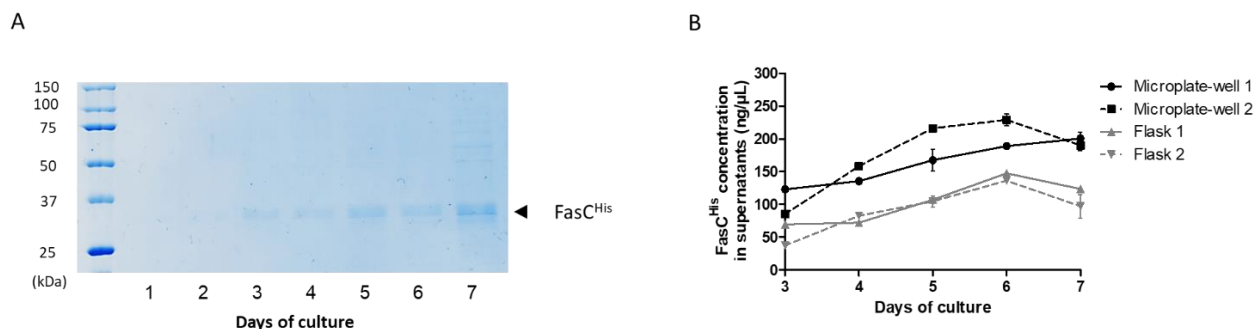 A
150
100
75
50
37
25
(kDa)
FasC^His
1 2 3 4 5 6 7
Days of culture
B
FasC^His concentration
in supernatants (ng/µL)
300
250
200
150
100
50
0
3 4 5 6 7
Days of culture
Microplate-well 1
Microplate-well 2
Flask 1
Flask 2